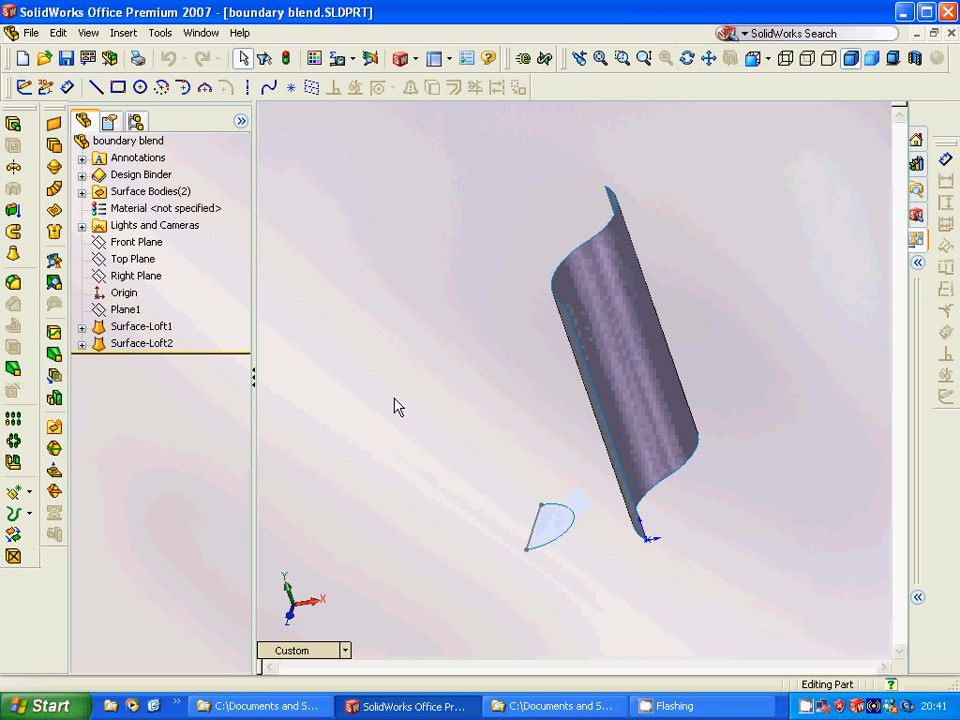 SolidWorks Office Premium 2007 - [boundary blend.SLDPRT]
File Edit View Insert Tools Window Help
SolidWorks Search
boundary blend
Annotations
Design Binder
Surface Bodies(2)
Material <not specified>
Lights and Cameras
Front Plane
Top Plane
Right Plane
Origin
Plane1
Surface-Loft1
Surface-Loft2
Y
X
Z
Custom
Editing Part
Start
C:\Documents and S...
SolidWorks Office Pr...
C:\Documents and S...
Flashing
20:41